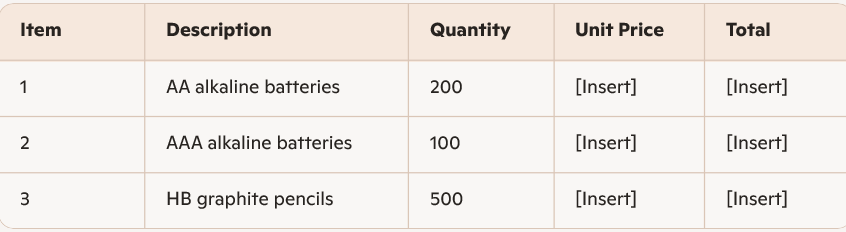 Item Description Quantity Unit Price Total
1 AA alkaline batteries 200 [Insert] [Insert]
2 AAA alkaline batteries 100 [Insert] [Insert]
3 HB graphite pencils 500 [Insert] [Insert]